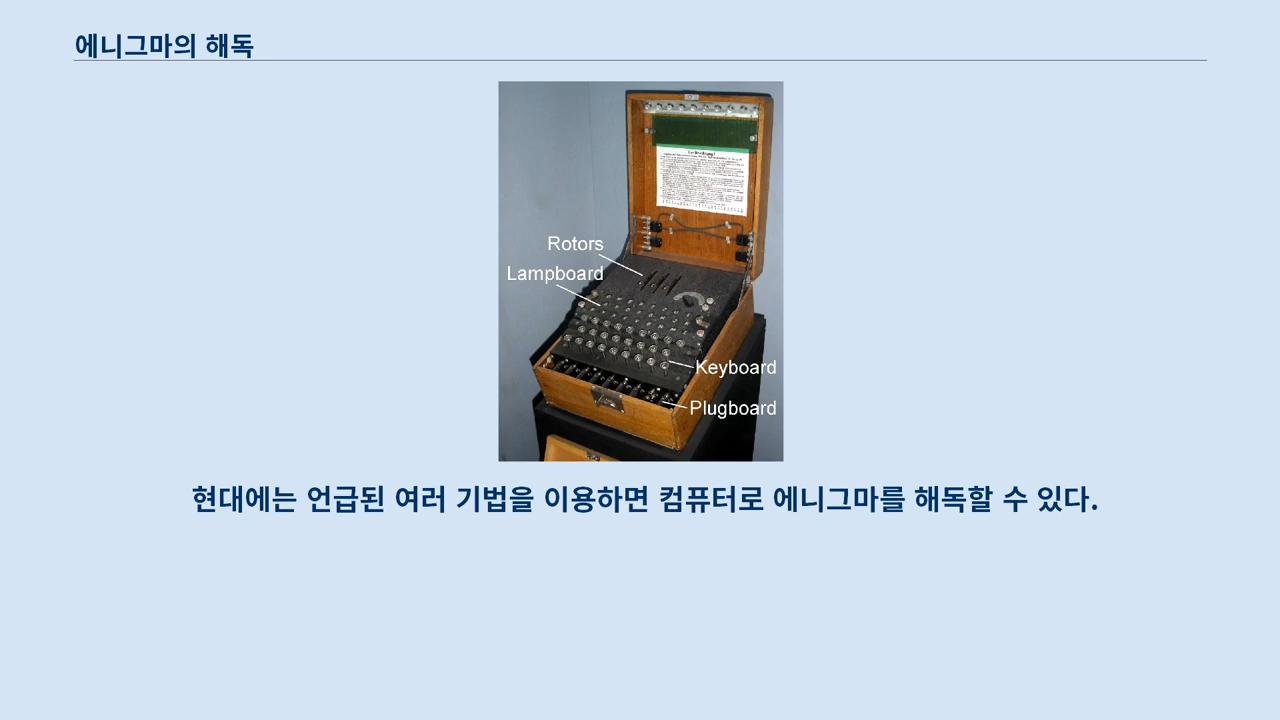 에니그마의 해독
Rotors
Lampboard
Keyboard
Plugboard
현대에는 언급된 여러 기법을 이용하면 컴퓨터로 에니그마를 해독할 수 있다.